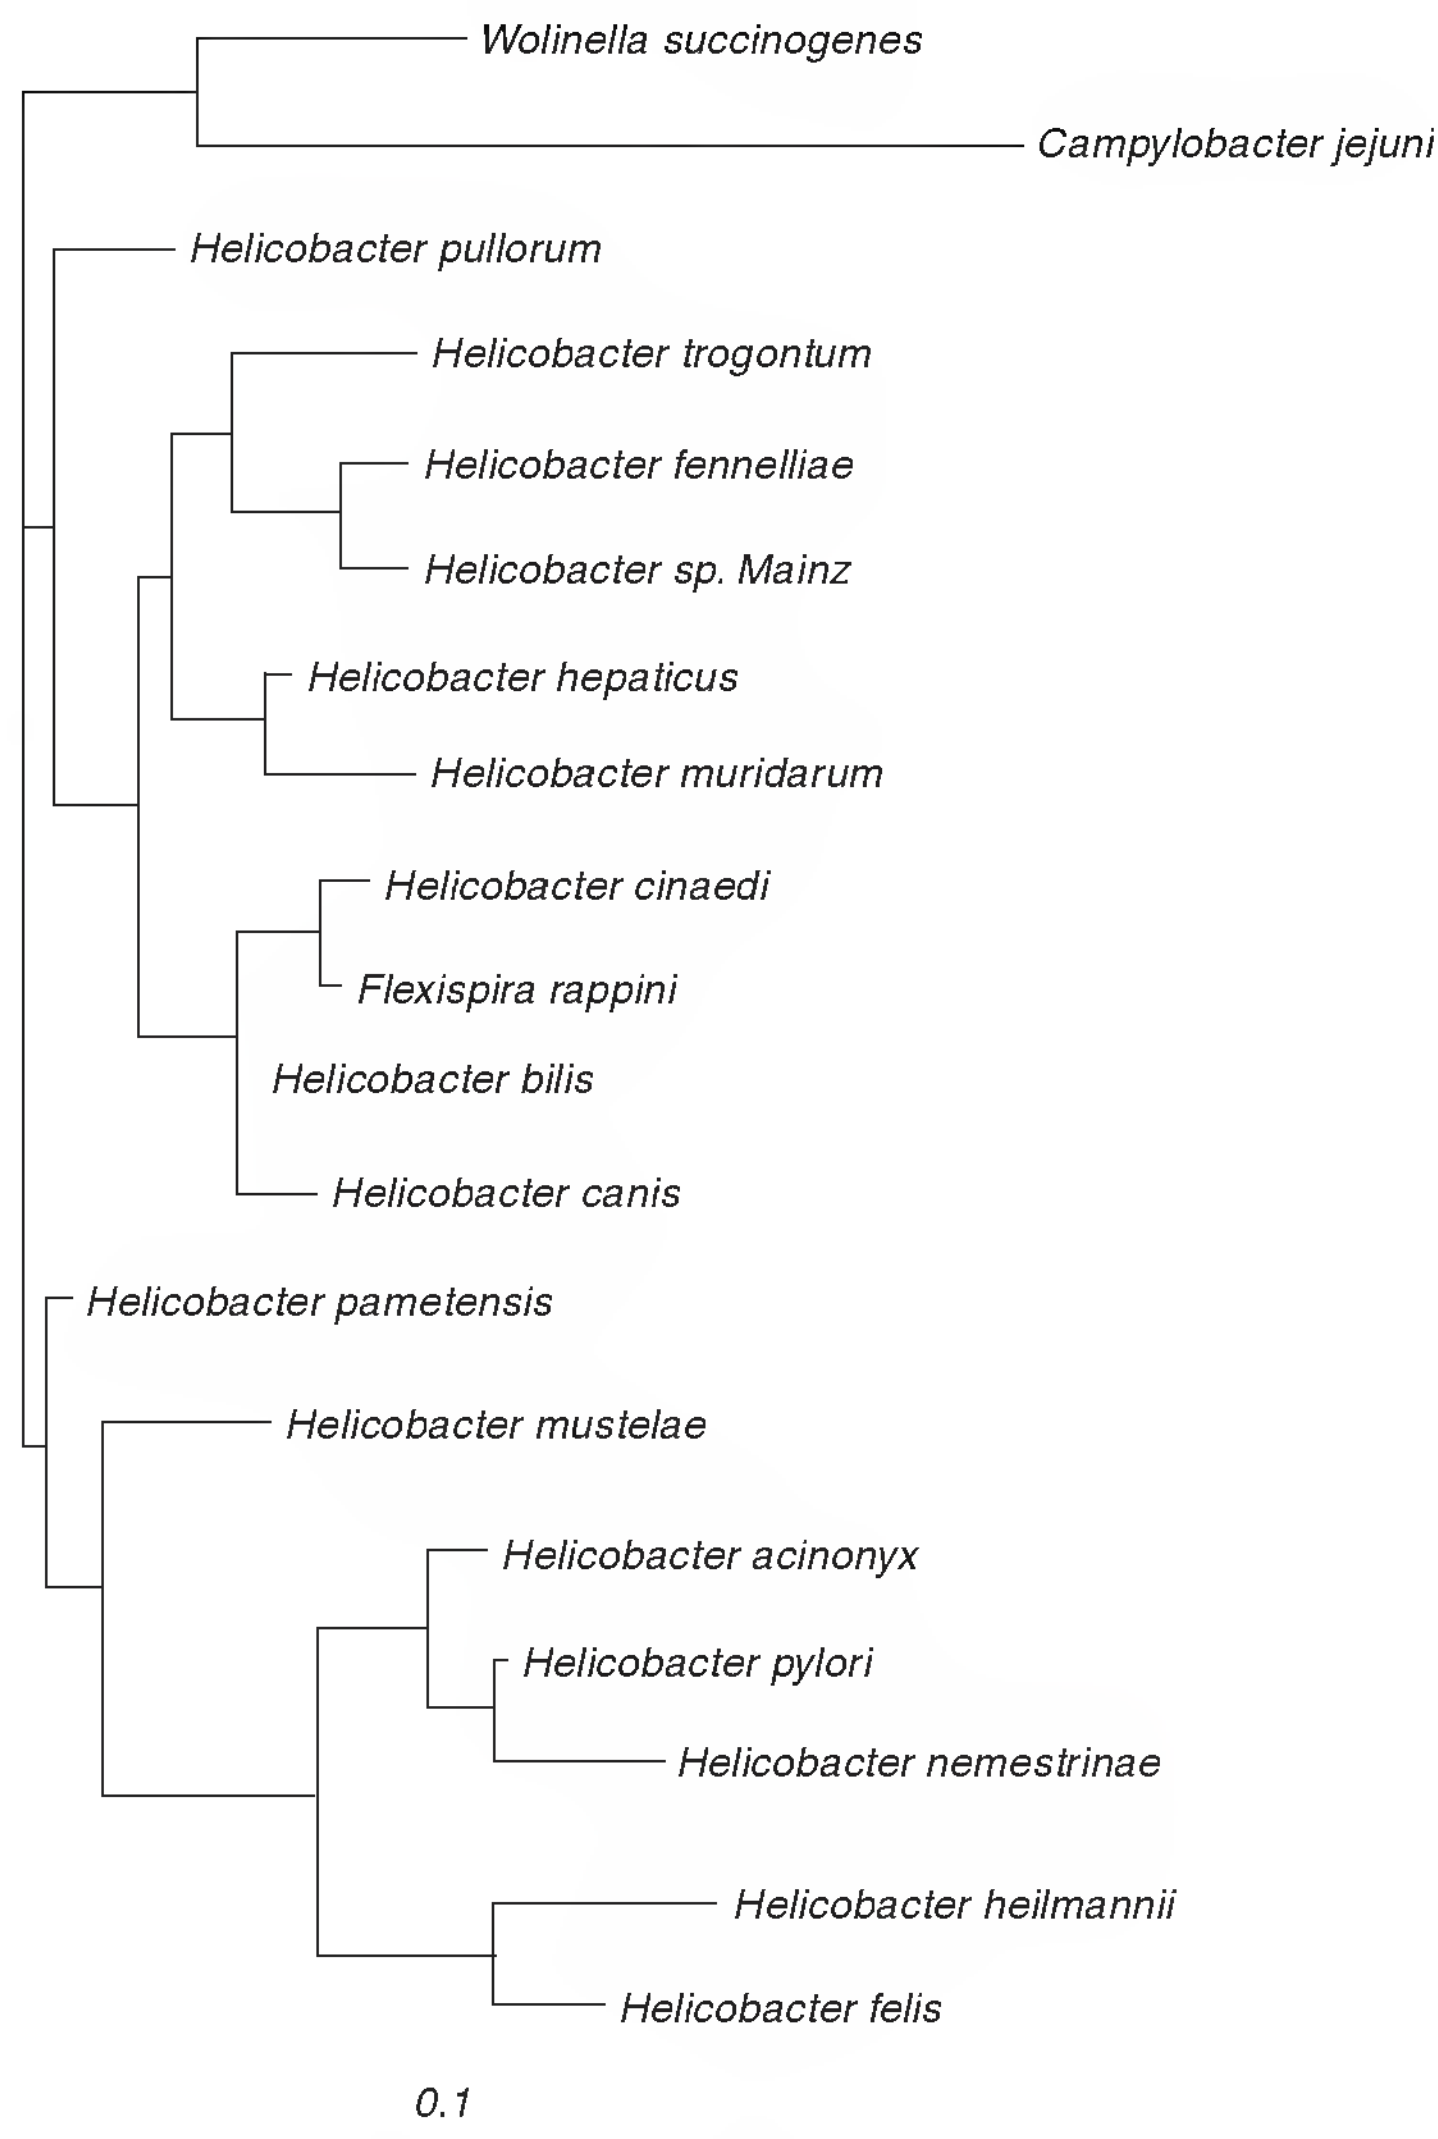 Wolinella succinogenes
Campylobacter jejuni
Helicobacter pullorum
Helicobacter trogontum
Helicobacter fennelliae
Helicobacter sp. Mainz
Helicobacter hepaticus
Helicobacter muridarum
Helicobacter cinaedi
Flexispira rappini
Helicobacter bilis
Helicobacter canis
Helicobacter pametensis
Helicobacter mustelae
Helicobacter acinonyx
Helicobacter pylori
Helicobacter nemestrinae
Helicobacter heilmannii
Helicobacter felis
0.1